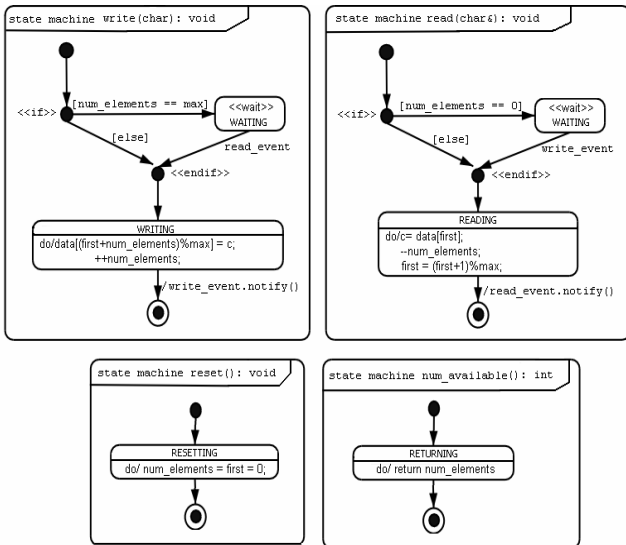 state machine write(char): void
[num_elements == max]
<<if>>
<<wait>>
WAITING
[else]
read_event
<<endif>>
WRITING
do/data[(first+num_elements)%max] = c;
++num_elements;
/write_event.notify()
state machine read(char&): void
[num_elements == 0]
<<if>>
<<wait>>
WAITING
[else]
write_event
<<endif>>
READING
do/c= data[first];
--num_elements;
first = (first+1)%max;
/read_event.notify()
state machine reset(): void
RESETTING
do/ num_elements = first = 0;
state machine num_available(): int
RETURNING
do/ return num_elements